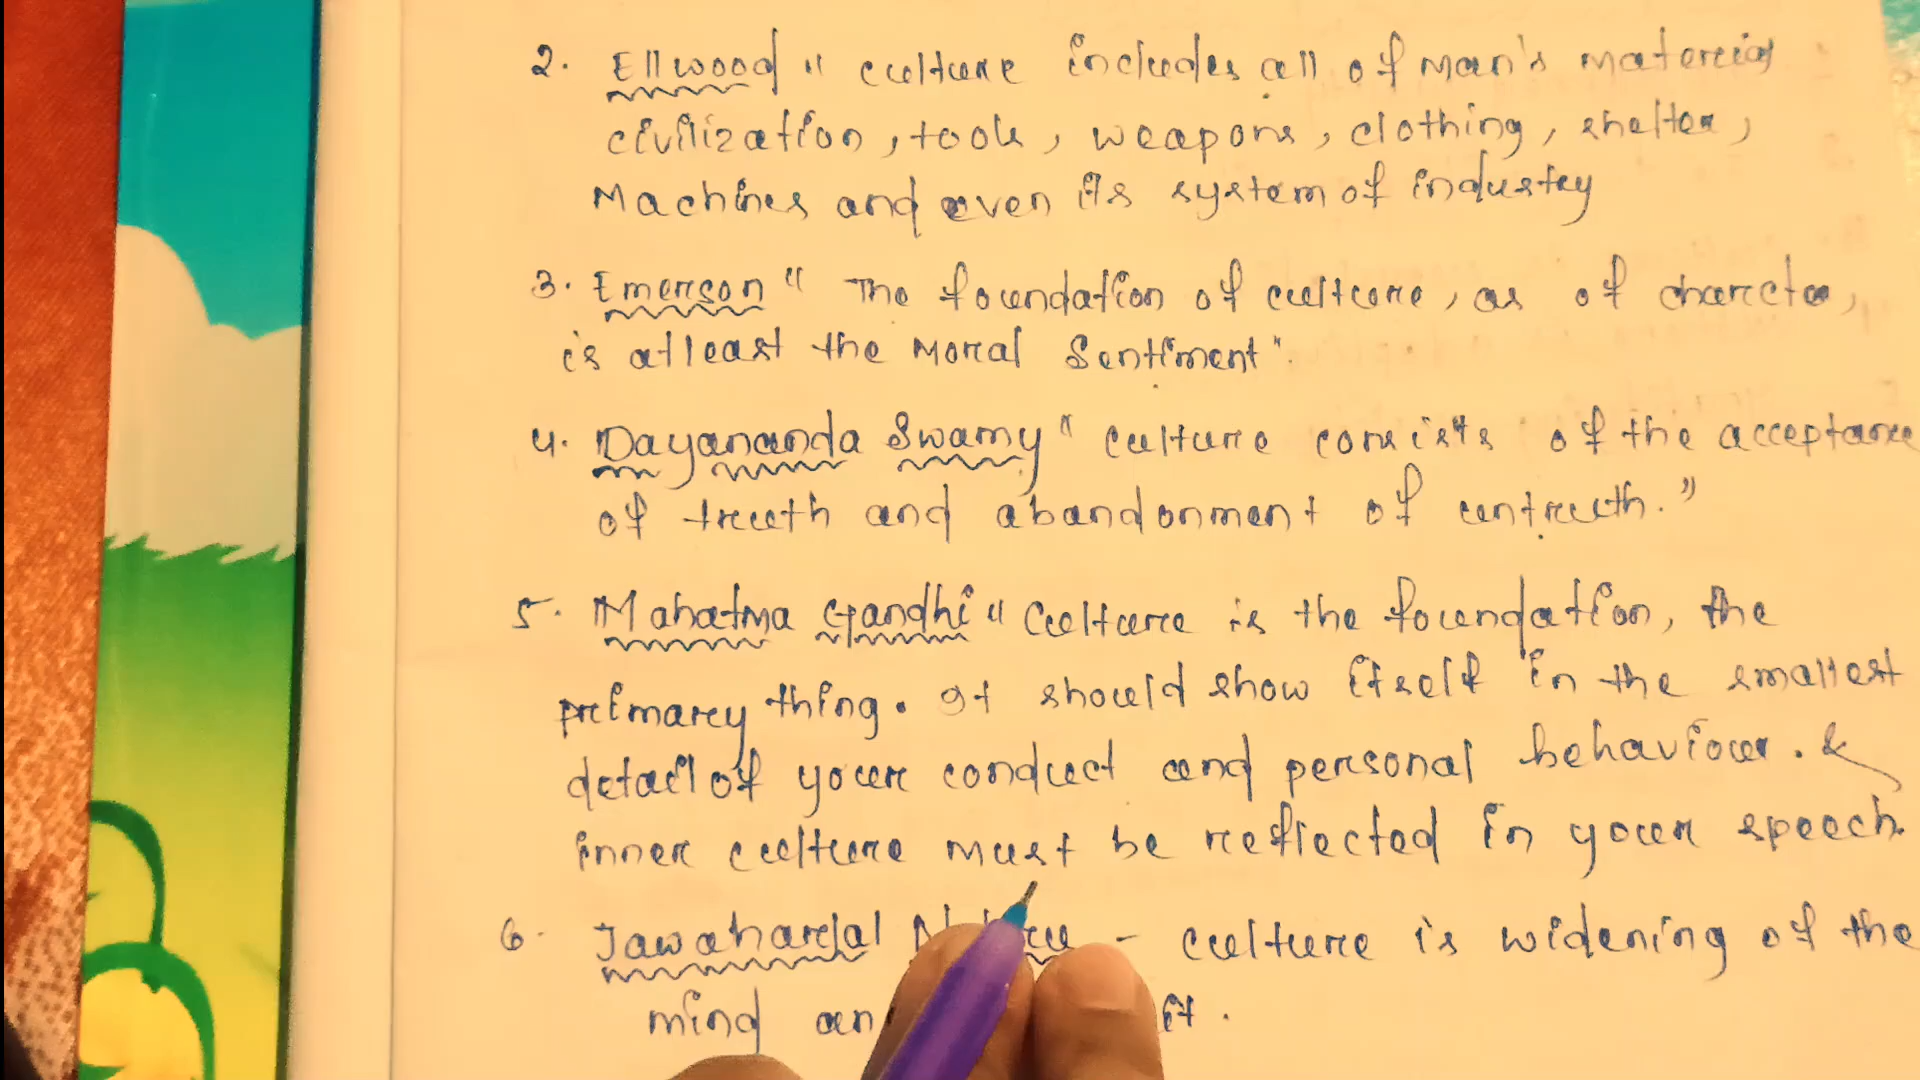 2. Ellwood " culture includes all of man's material
civilization, tools, weapons, clothing, shelter,
Machines and even its system of industry
3. Emerson " The foundation of culture, as of charcter,
is atleast the Moral Sentiment".
4. Dayananda Swamy " culture consists of the acceptance
of truth and abandonment of untruth."
5. Mahatma Gandhi " Culture is the foundation, the
primary thing. It should show itself in the smallest
detail of your conduct and personal behaviour. &
inner culture must be reflected in your speech.
6. Jawaharlal - culture is widening of the
mind